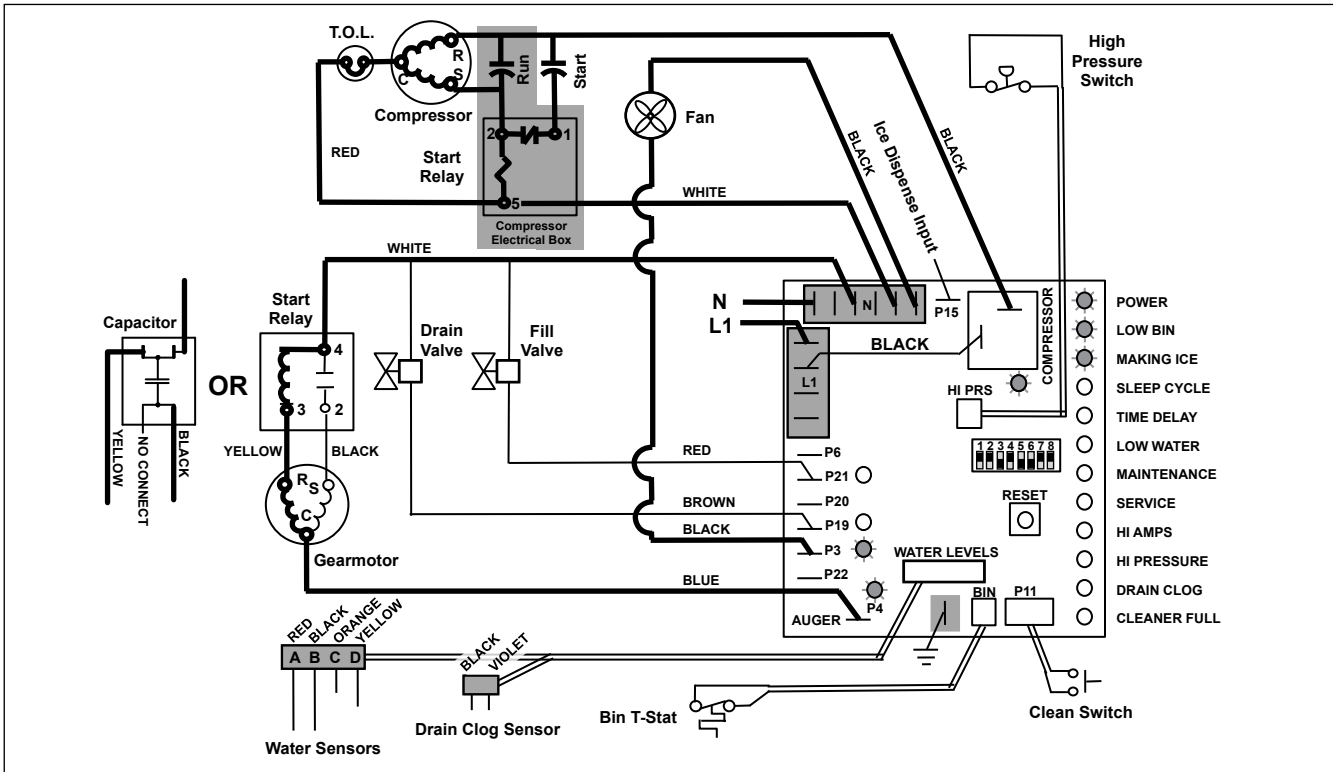 T.O.L.
R
S
C
Compressor
RED
Run
Start
2
1
5
Start
Relay
Compressor
Electrical Box
WHITE
Fan
BLACK
Ice Dispense Input
BLACK
High
Pressure
Switch
WHITE
Capacitor
YELLOW
NO CONNECT
BLACK
OR
Start
Relay
4
3
2
YELLOW
BLACK
R
S
C
Gearmotor
Drain
Valve
Fill
Valve
RED
BROWN
BLACK
BLUE
N
L1
N
P15
BLACK
L1
COMPRESSOR
HI PRS
P6
P21
P20
P19
P3
P22
P4
AUGER
1 2 3 4 5 6 7 8
RESET
WATER LEVELS
BIN
P11
POWER
LOW BIN
MAKING ICE
SLEEP CYCLE
TIME DELAY
LOW WATER
MAINTENANCE
SERVICE
HI AMPS
HI PRESSURE
DRAIN CLOG
CLEANER FULL
RED
BLACK
ORANGE
YELLOW
A B C D
Water Sensors
BLACK
VIOLET
Drain Clog Sensor
Bin T-Stat
Clean Switch